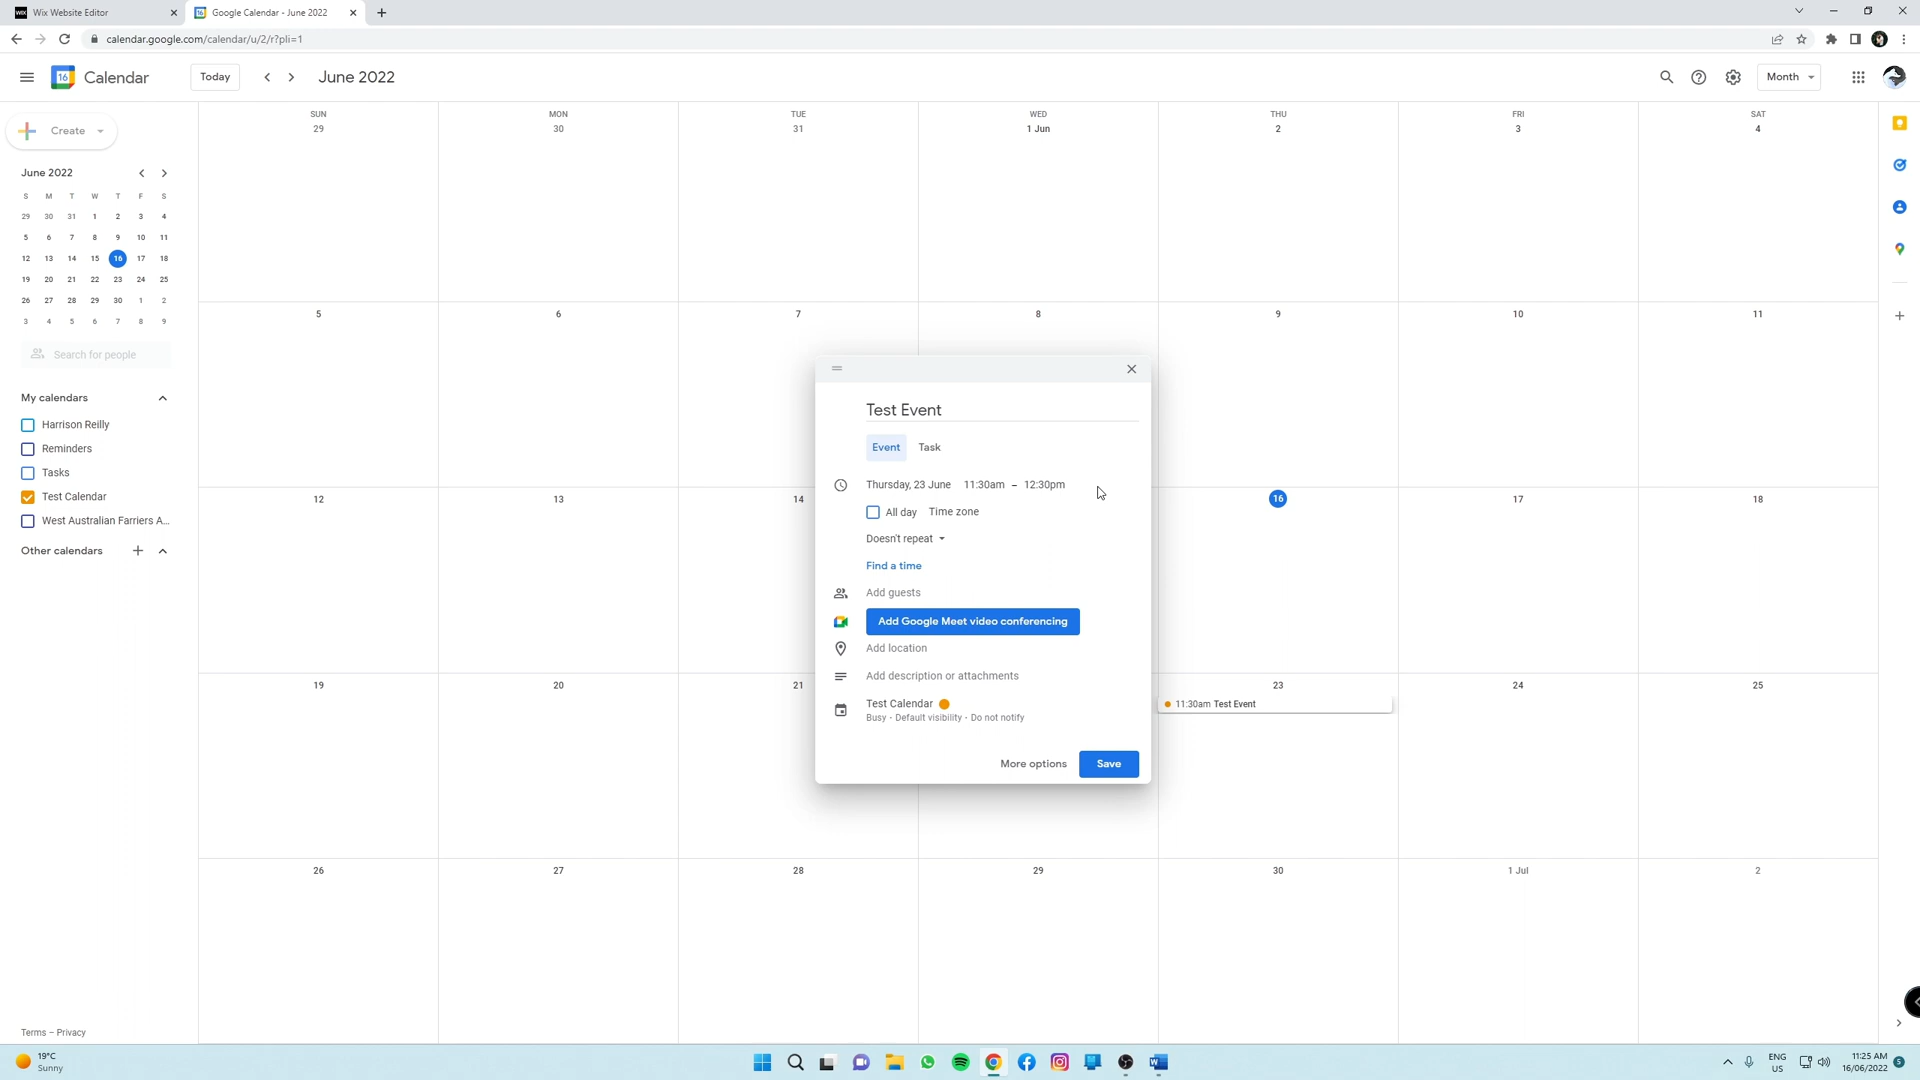 Wix Website Editor
Google Calendar - June 2022
calendar.google.com/calendar/u/2/r?pli=1
16 Calendar
Today
June 2022
Month
Create
June 2022
S M T W T F S
29 30 31 1 2 3 4
5 6 7 8 9 10 11
12 13 14 15 16 17 18
19 20 21 22 23 24 25
26 27 28 29 30 1 2
3 4 5 6 7 8 9
Search for people
My calendars
Harrison Reilly
Reminders
Tasks
Test Calendar
West Australian Farriers A...
Other calendars
Terms – Privacy
SUN MON TUE WED THU FRI SAT
29 30 31 1 Jun 2 3 4
5 6 7 8 9 10 11
12 13 14 16 17 18
19 20 21 23 24 25
11:30am Test Event
26 27 28 29 30 1 Jul 2
Test Event
Event Task
Thursday, 23 June 11:30am – 12:30pm
All day Time zone
Doesn't repeat
Find a time
Add guests
Add Google Meet video conferencing
Add location
Add description or attachments
Test Calendar
Busy · Default visibility · Do not notify
More options Save
19°C
Sunny
ENG
US
11:25 AM
16/06/2022
5